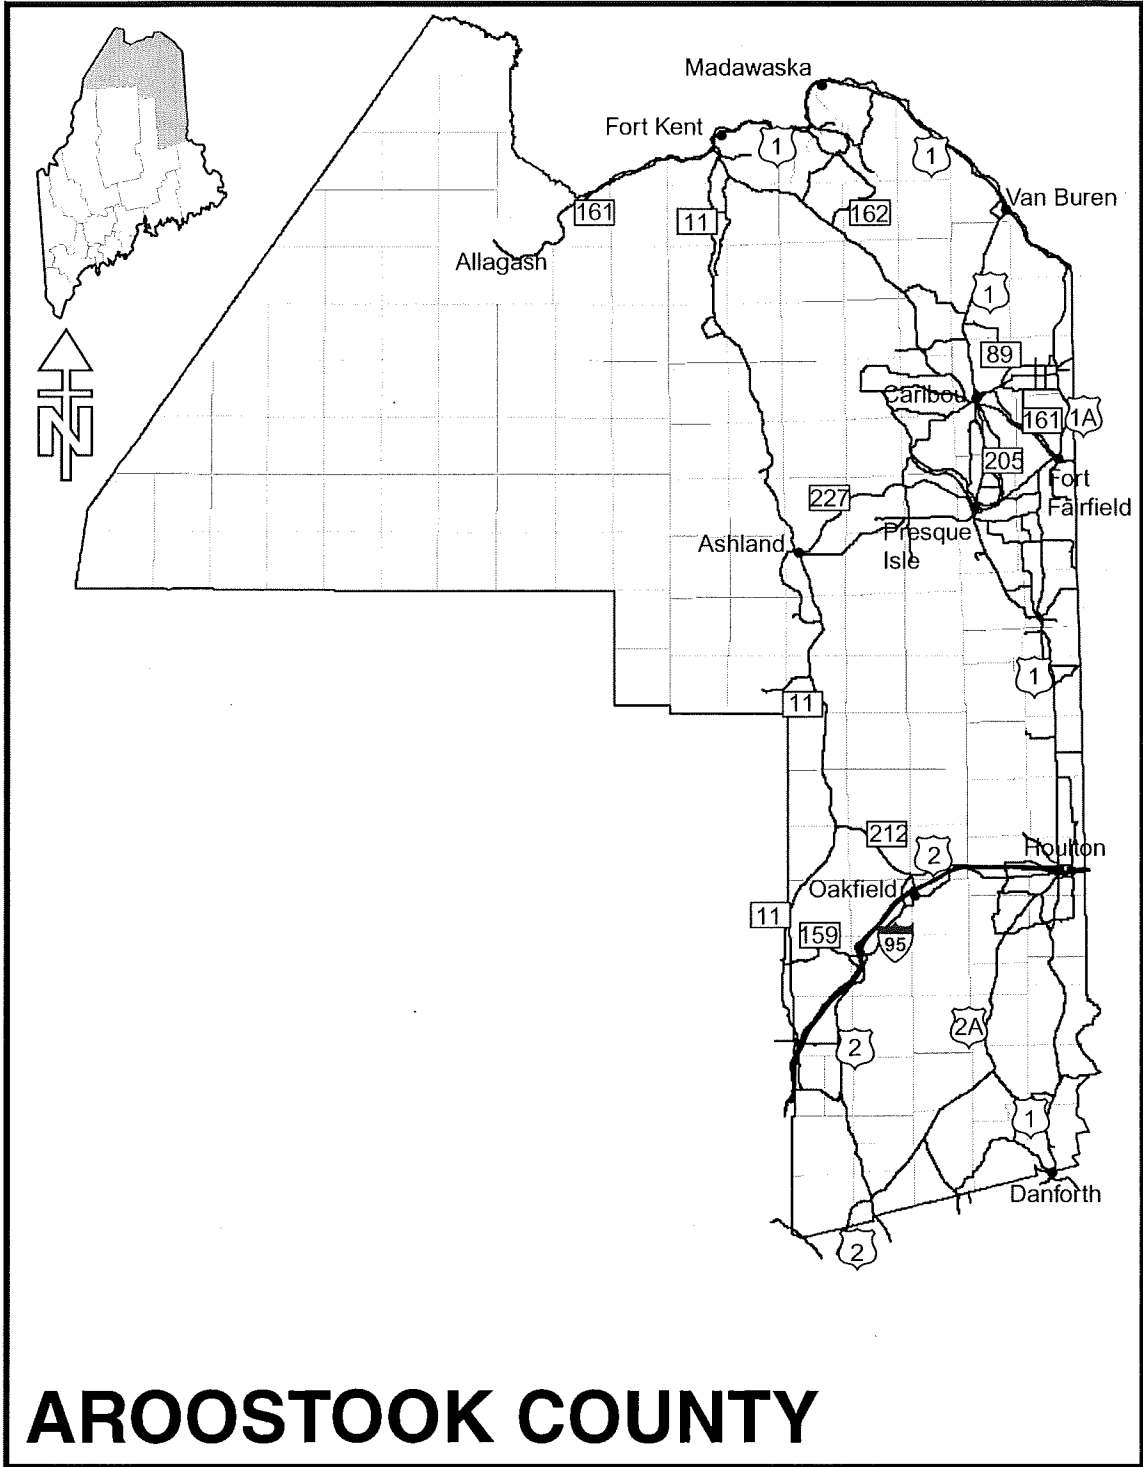 Madawaska
Fort Kent
1
1
Van Buren
161
11
162
Allagash
1
89
N
Caribou
161
1A
205
Fort
Fairfield
227
Presque
Isle
Ashland
1
11
212
2
Houlton
Oakfield
11
159
95
2A
2
1
Danforth
2
AROOSTOOK COUNTY